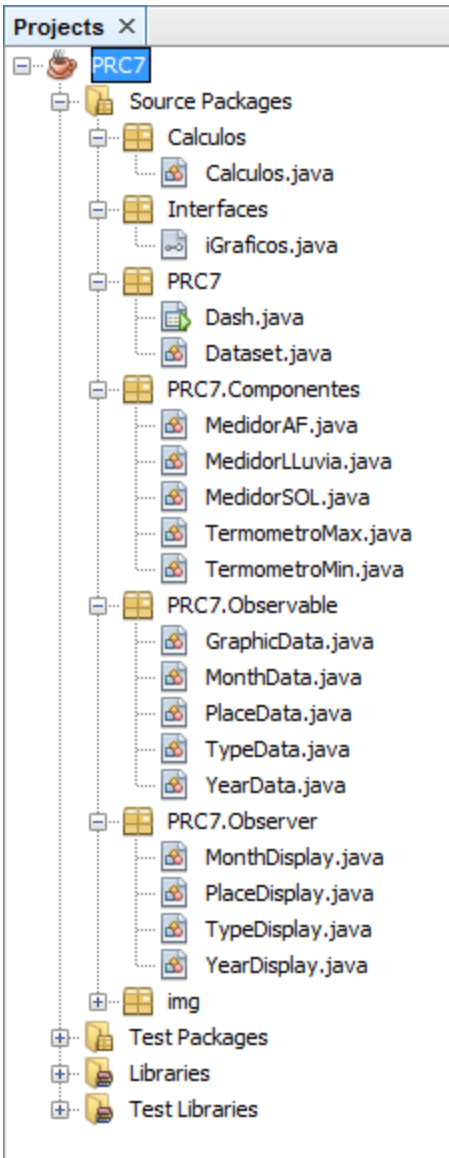 Projects
PRC7
Source Packages
Calculos
Calculos.java
Interfaces
iGraficos.java
PRC7
Dash.java
Dataset.java
PRC7.Componentes
MedidorAF.java
MedidorLLuvia.java
MedidorSOL.java
TermometroMax.java
TermometroMin.java
PRC7.Observable
GraphicData.java
MonthData.java
PlaceData.java
TypeData.java
YearData.java
PRC7.Observer
MonthDisplay.java
PlaceDisplay.java
TypeDisplay.java
YearDisplay.java
img
Test Packages
Libraries
Test Libraries